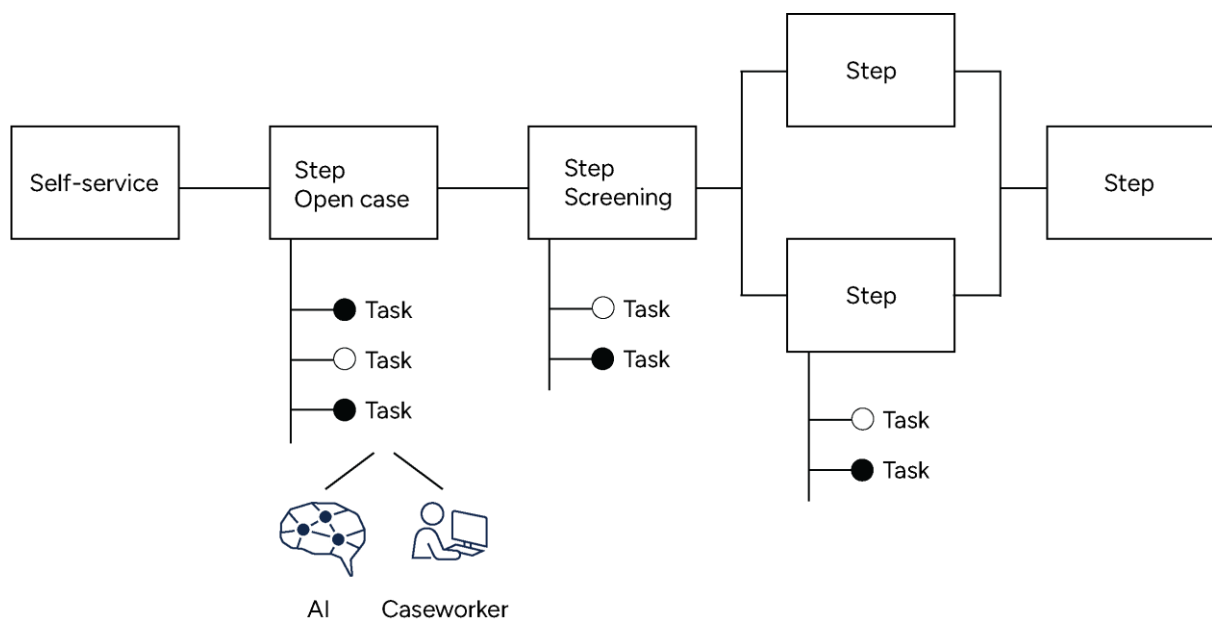 Self-service
Step
Open case
Task
Task
Task
AI
Caseworker
Step
Screening
Task
Task
Step
Step
Task
Task
Step